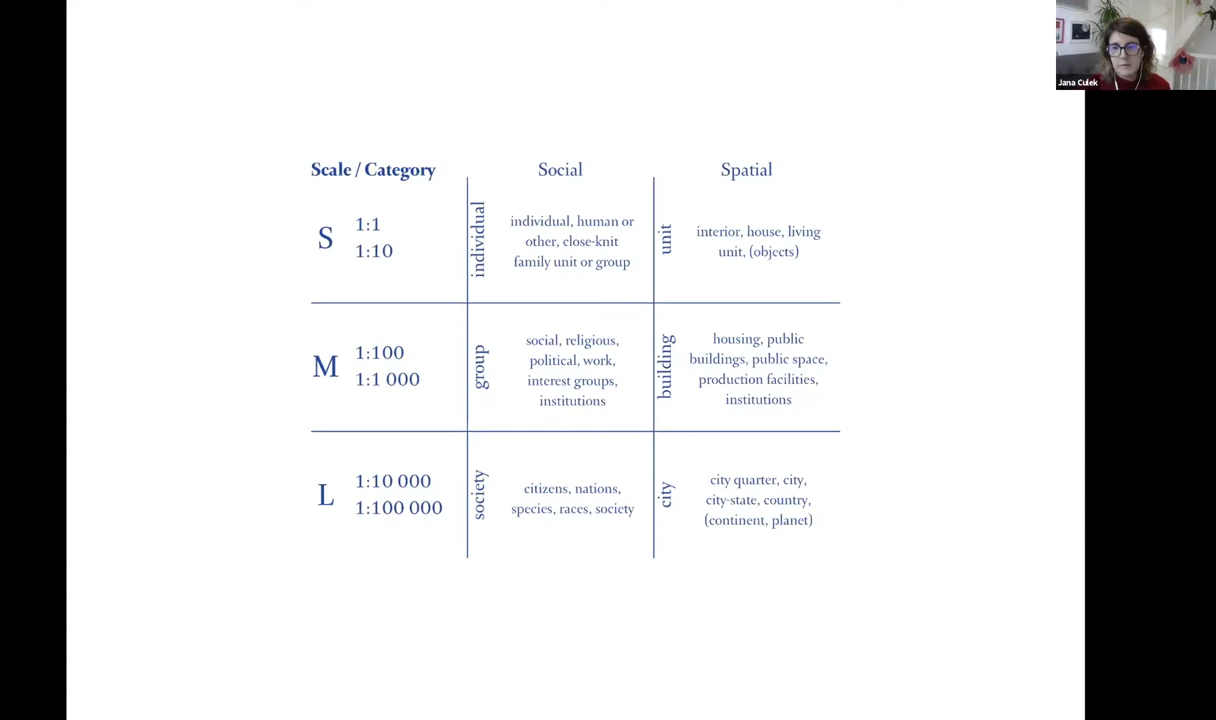 Jana Culek
Scale / Category
Social
Spatial
S
1:1
1:10
individual
individual, human or
other, close-knit
family unit or group
unit
interior, house, living
unit, (objects)
M
1:100
1:1 000
group
social, religious,
political, work,
interest groups,
institutions
building
housing, public
buildings, public space,
production facilities,
institutions
L
1:10 000
1:100 000
society
citizens, nations,
species, races, society
city
city quarter, city,
city-state, country,
(continent, planet)